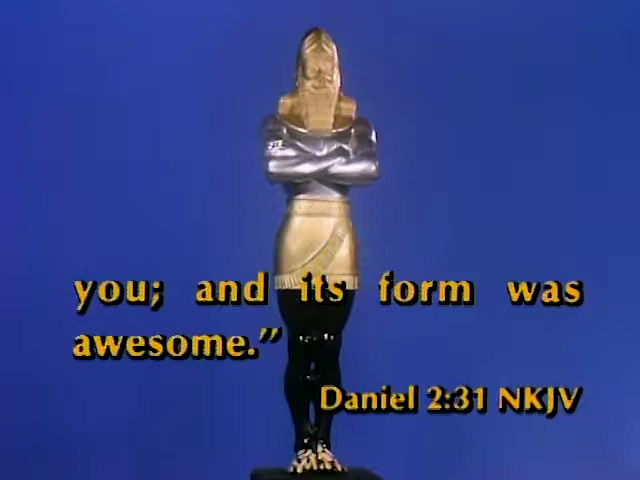 you; and its form was
awesome.”
Daniel 2:31 NKJV